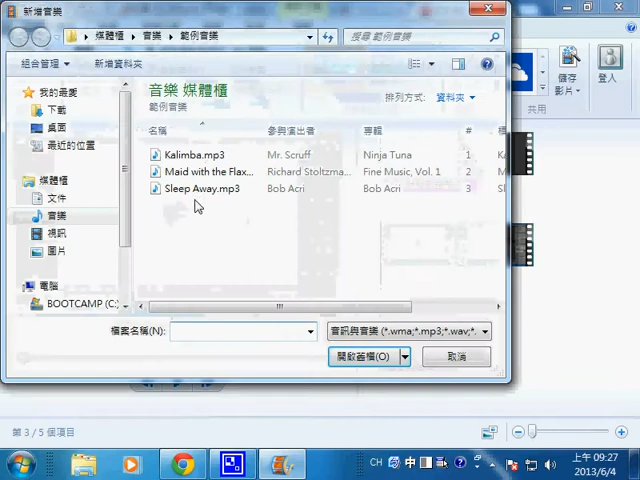 新增音樂
媒體櫃 ▸ 音樂 ▸ 範例音樂
搜尋 範例音樂
組合管理 新增資料夾
我的最愛
下載
桌面
最近的位置
媒體櫃
文件
音樂
視訊
圖片
電腦
BOOTCAMP (C:)
音樂 媒體櫃
範例音樂
排列方式: 資料夾
名稱 參與演出者 專輯 #
Kalimba.mp3 Mr. Scruff Ninja Tuna 1
Maid with the Flax... Richard Stoltzma... Fine Music, Vol. 1 2
Sleep Away.mp3 Bob Acri Bob Acri 3
檔案名稱(N):
音訊與音樂 (*.wma;*.mp3;*.wav;*.
開啟舊檔(O)
取消
儲存
影片
登人
共用
第 3 / 5 個項目
CH 中
上午 09:27
2013/6/4